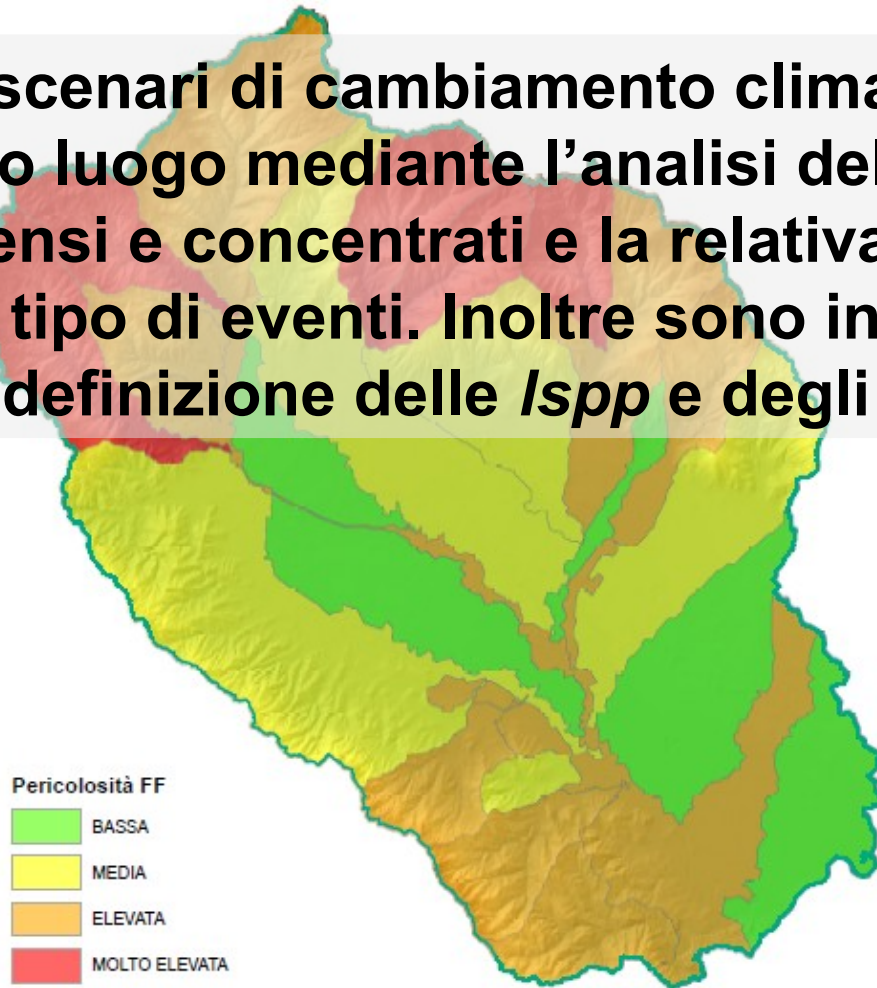 scenari di cambiamento clima
o luogo mediante l’analisi del
ensi e concentrati e la relativa
tipo di eventi. Inoltre sono in
definizione delle Ispp e degli
Pericolosità FF
BASSA
MEDIA
ELEVATA
MOLTO ELEVATA